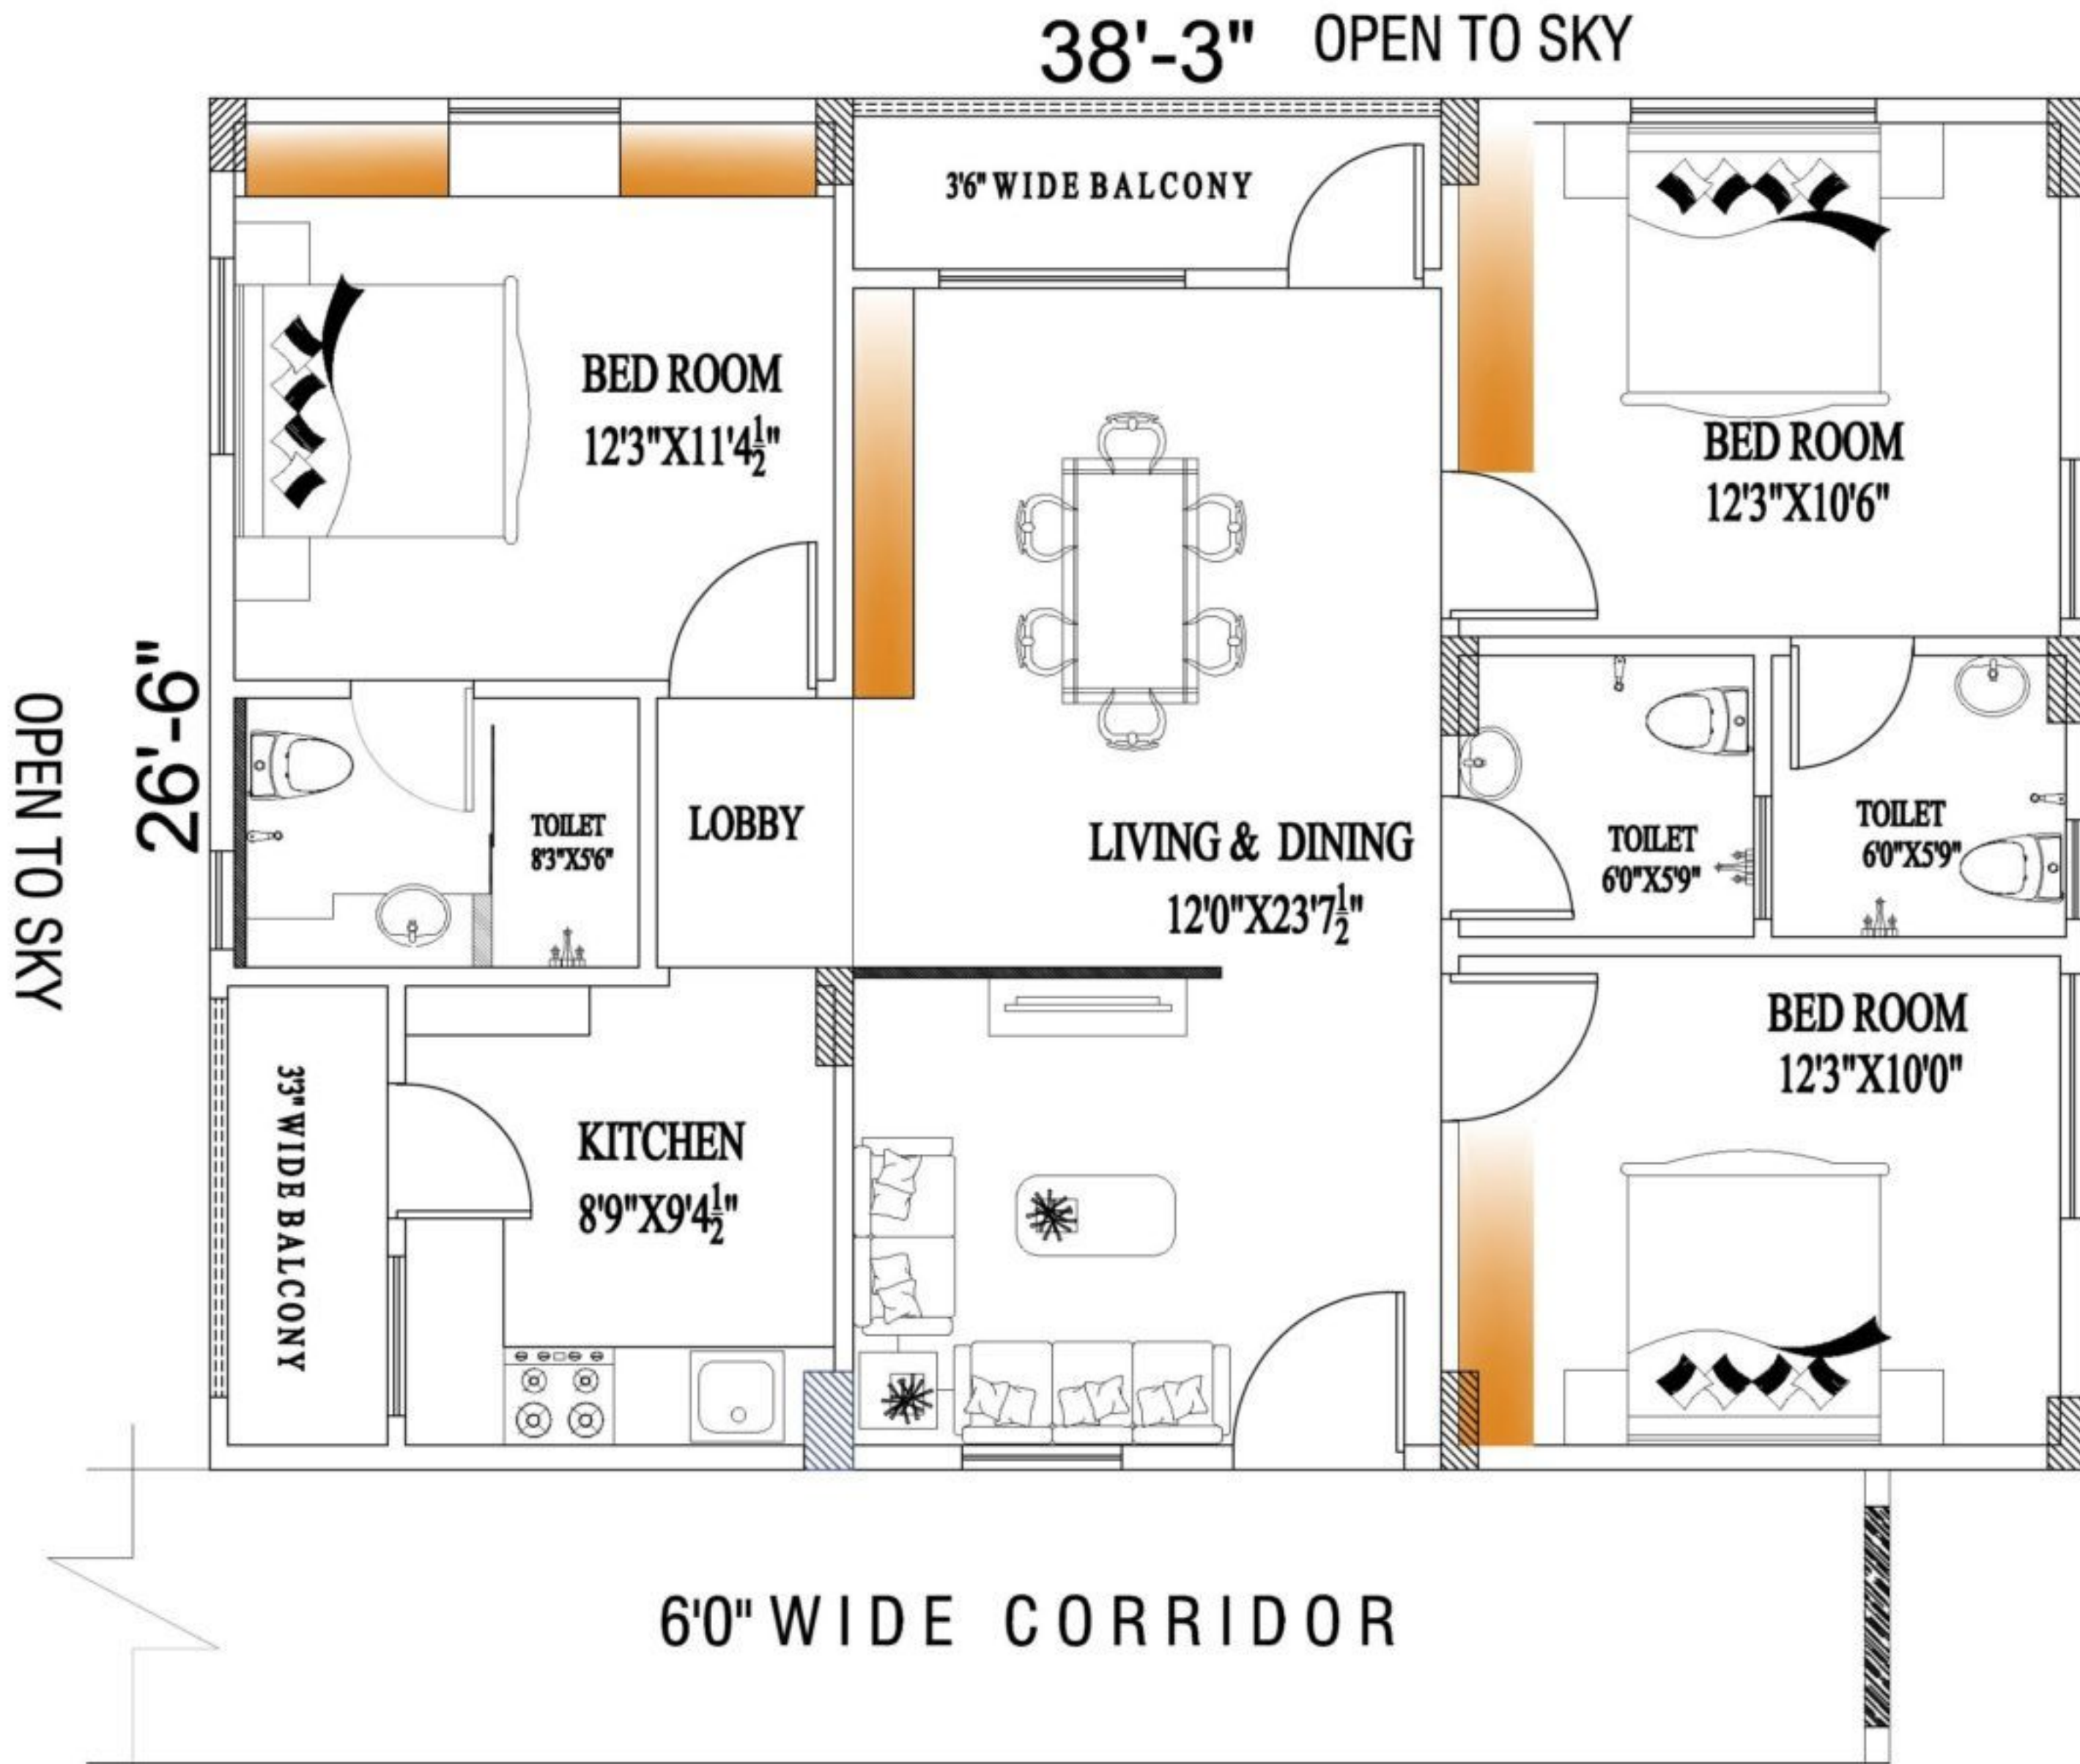 38'-3" OPEN TO SKY
3'6" WIDE BALCONY
BED ROOM
12'3"X11'4½"
BED ROOM
12'3"X10'6"
OPEN TO SKY
26'-6"
TOILET
8'3"X5'6"
LOBBY
LIVING & DINING
12'0"X23'7½"
TOILET
6'0"X5'9"
TOILET
6'0"X5'9"
BED ROOM
12'3"X10'0"
3'3" WIDE BALCONY
KITCHEN
8'9"X9'4½"
6'0" WIDE CORRIDOR